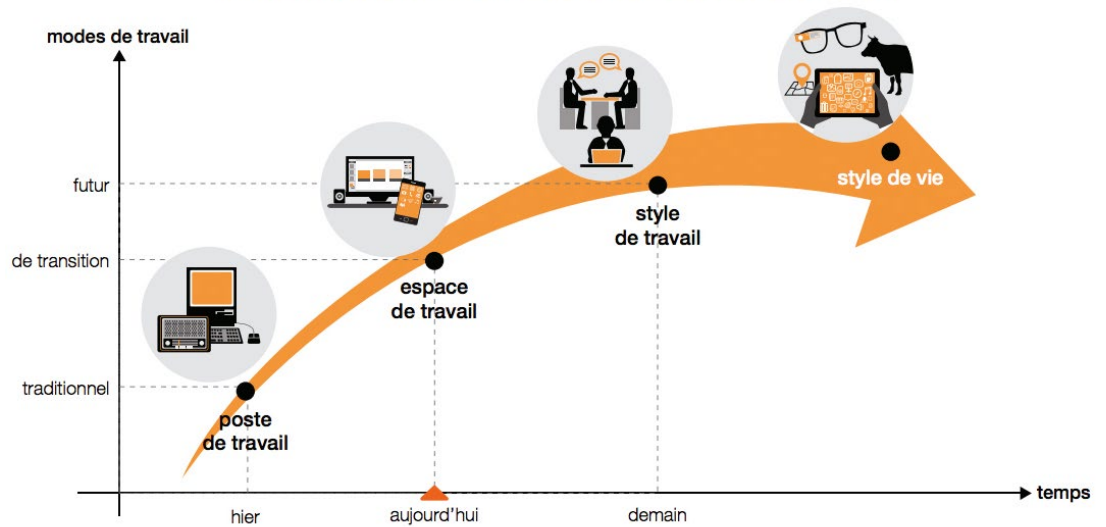 modes de travail
futur
style de vie
style
de travail
de transition
espace
de travail
traditionnel
poste
de travail
temps
hier
aujourd'hui
demain